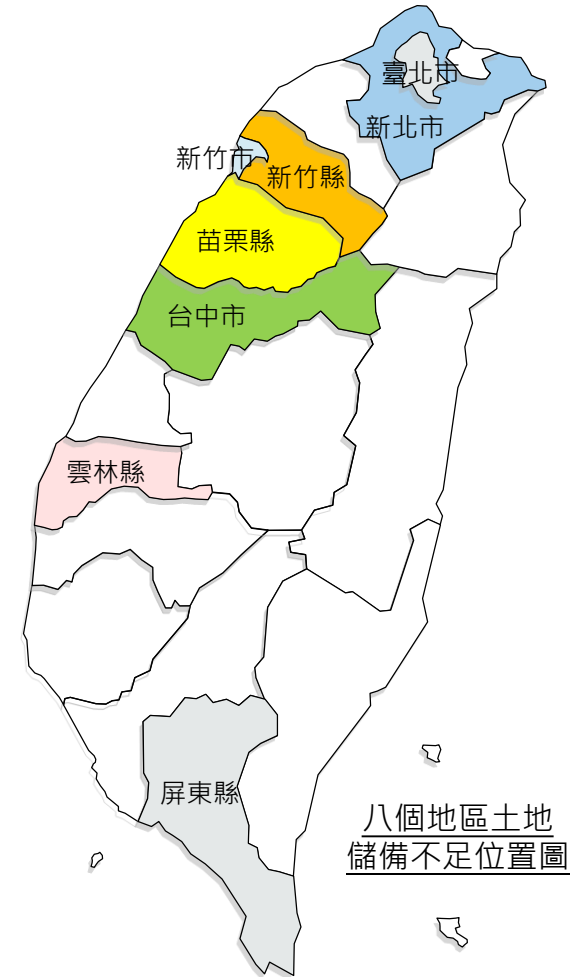 臺北市
新北市
新竹市
新竹縣
苗栗縣
台中市
雲林縣
屏東縣
八個地區土地
儲備不足位置圖